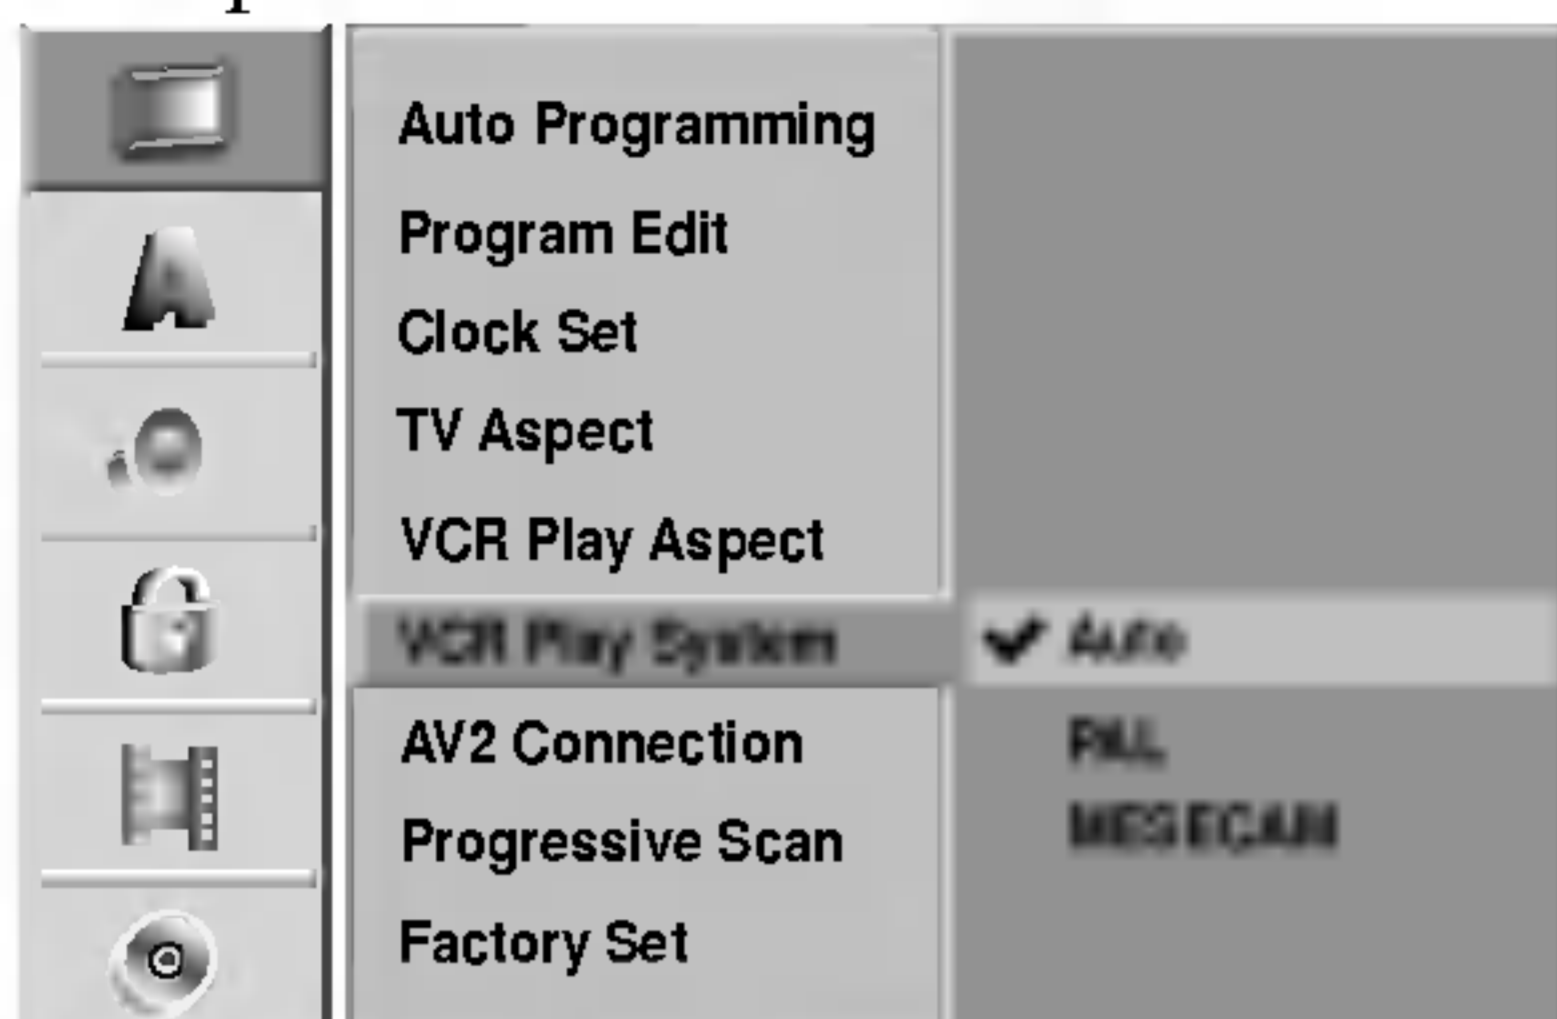 Auto Programming
Program Edit
Clock Set
TV Aspect
VCR Play Aspect
VCR Play System
Auto
PAL
MESECAM
AV2 Connection
Progressive Scan
Factory Set